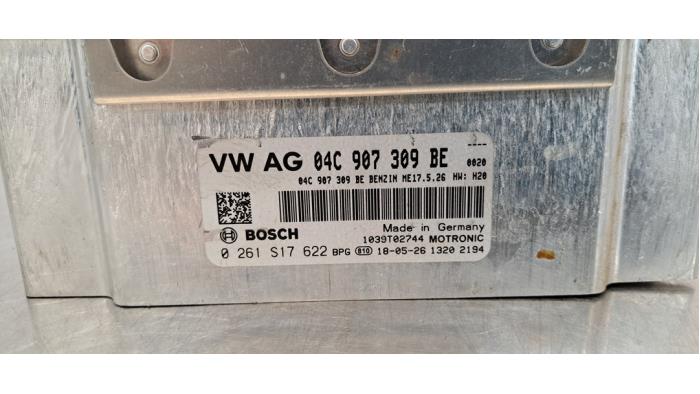 VW AG 04C 907 309 BE ----
0020
04C 907 309 BE BENZIN ME17.5.26 HW: H20
Made in Germany
BOSCH 1039T02744 MOTRONIC
0 261 S17 622 BPG 810 18-05-26 1320 2194